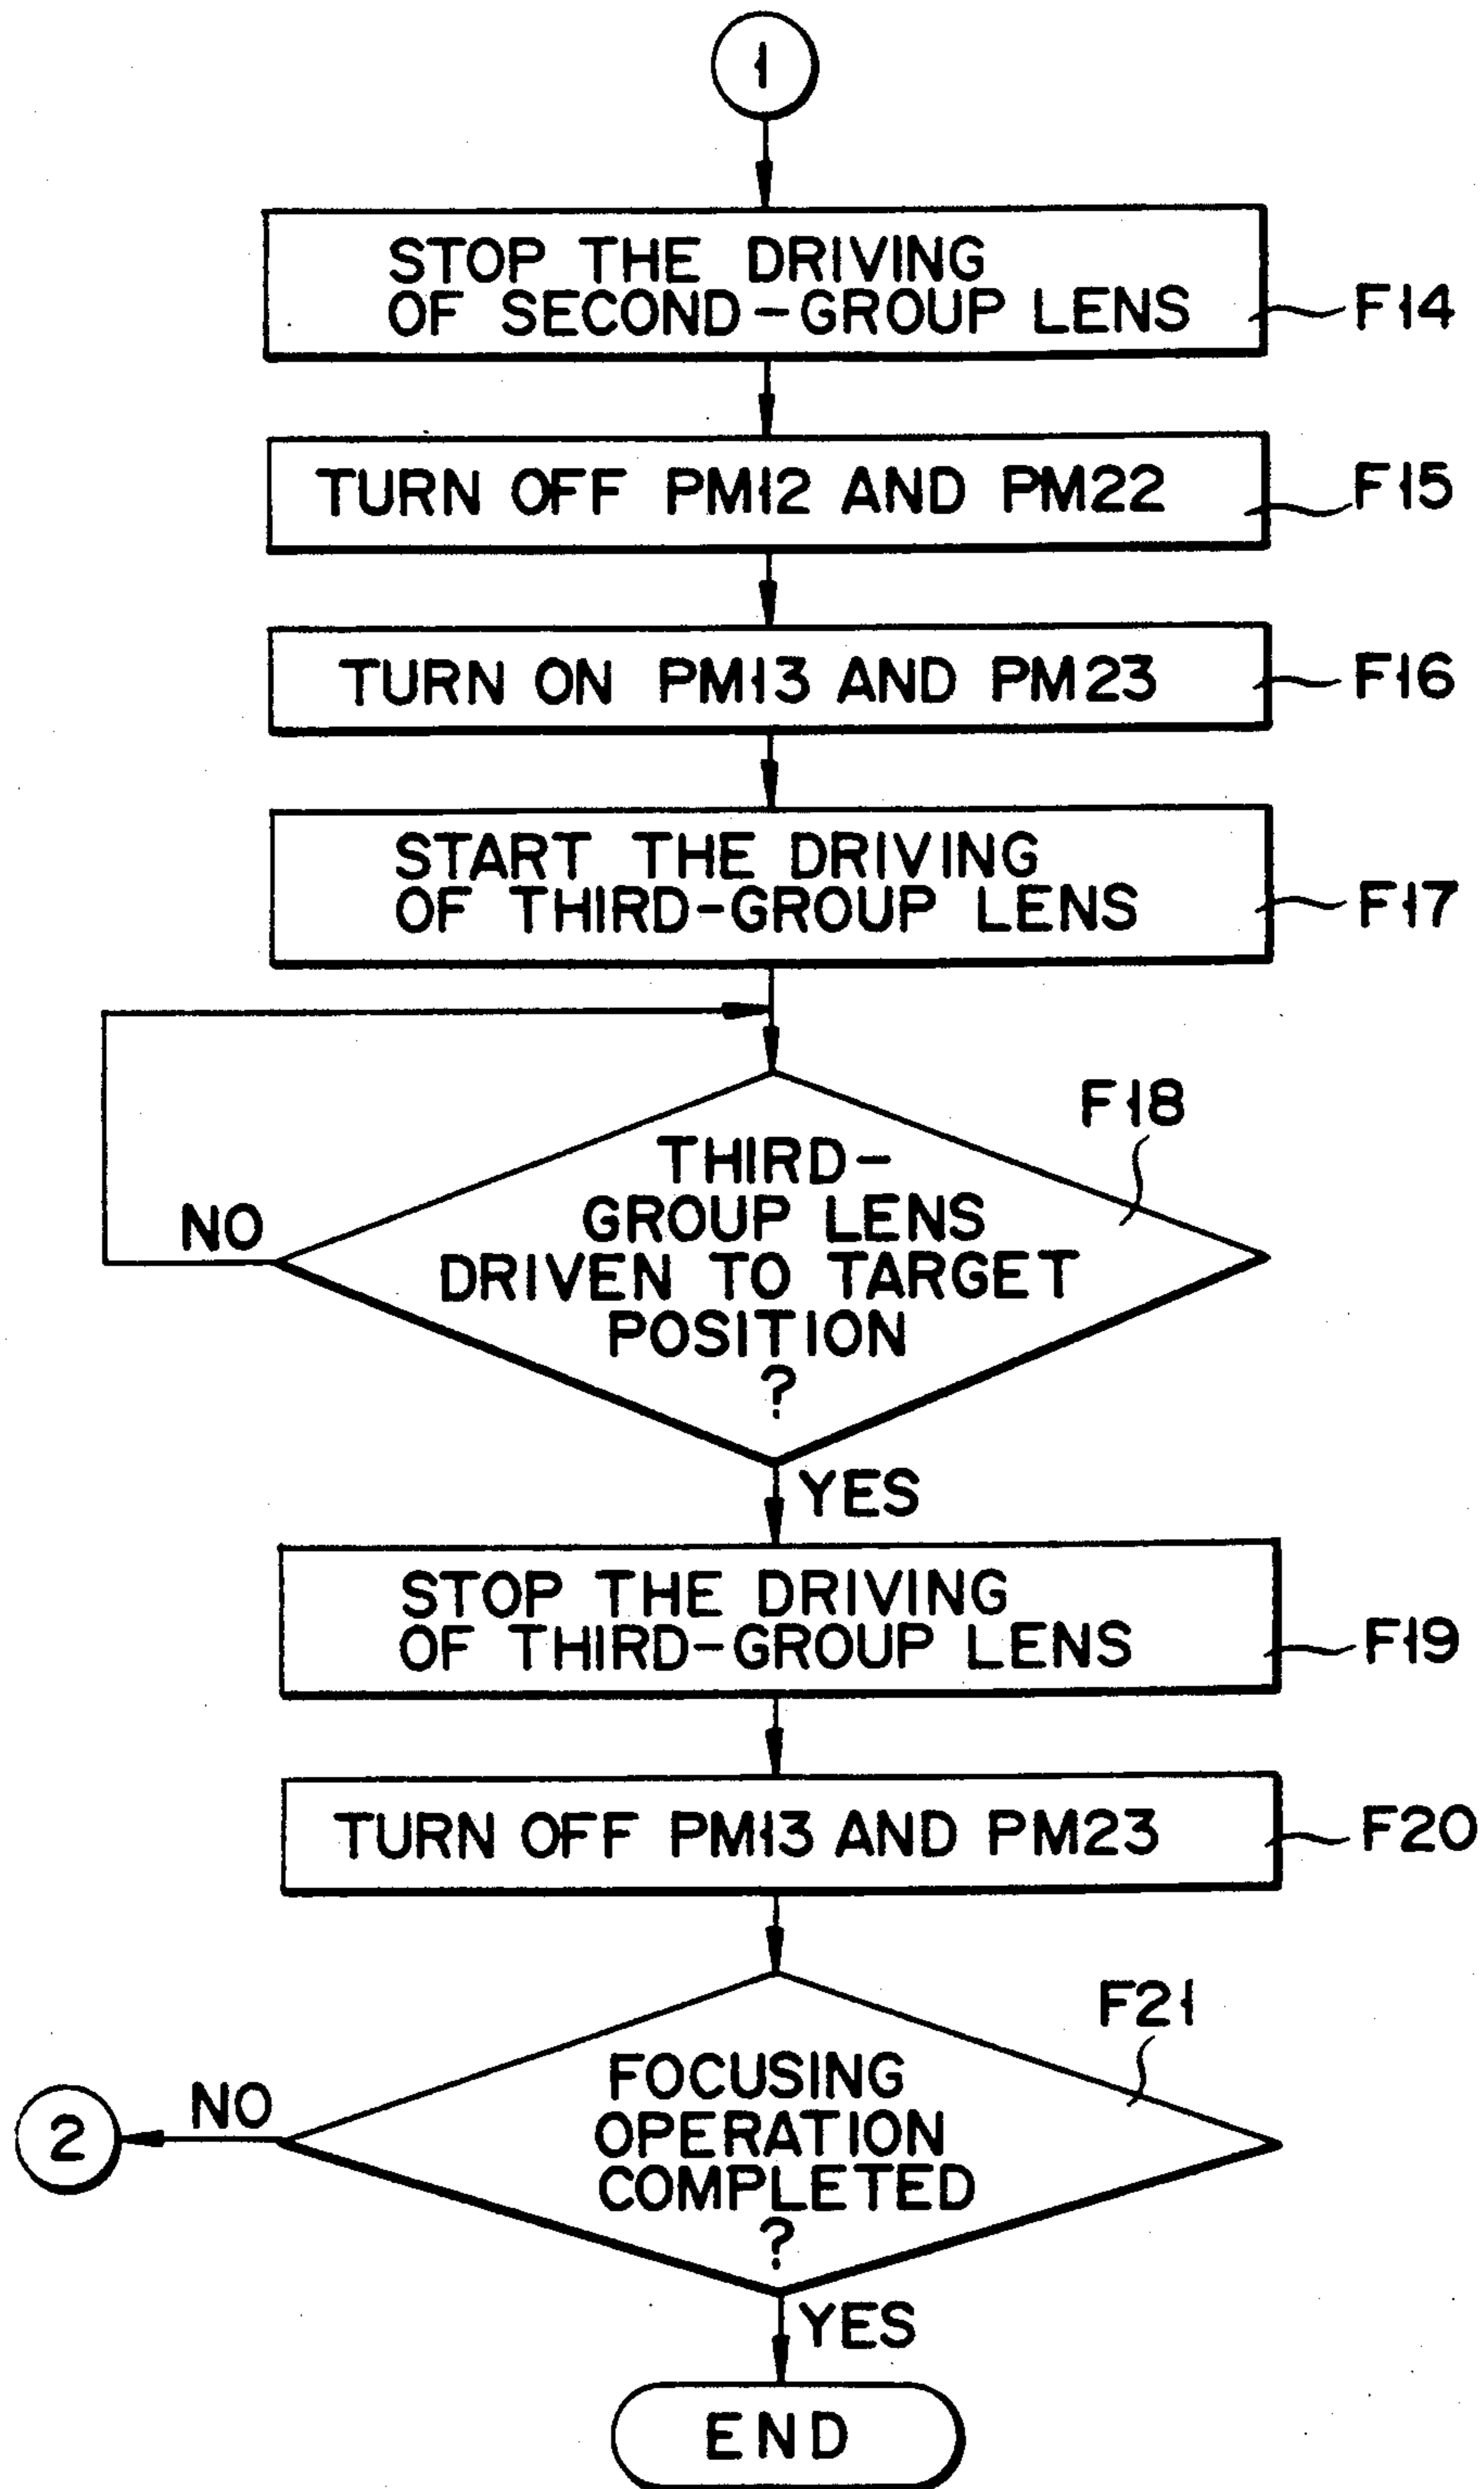 1
STOP THE DRIVING
OF SECOND-GROUP LENS
F14
TURN OFF PM12 AND PM22
F15
TURN ON PM13 AND PM23
F16
START THE DRIVING
OF THIRD-GROUP LENS
F17
F18
THIRD-
GROUP LENS
DRIVEN TO TARGET
POSITION
?
NO
YES
STOP THE DRIVING
OF THIRD-GROUP LENS
F19
TURN OFF PM13 AND PM23
F20
F21
FOCUSING
OPERATION
COMPLETED
?
NO
2
YES
END